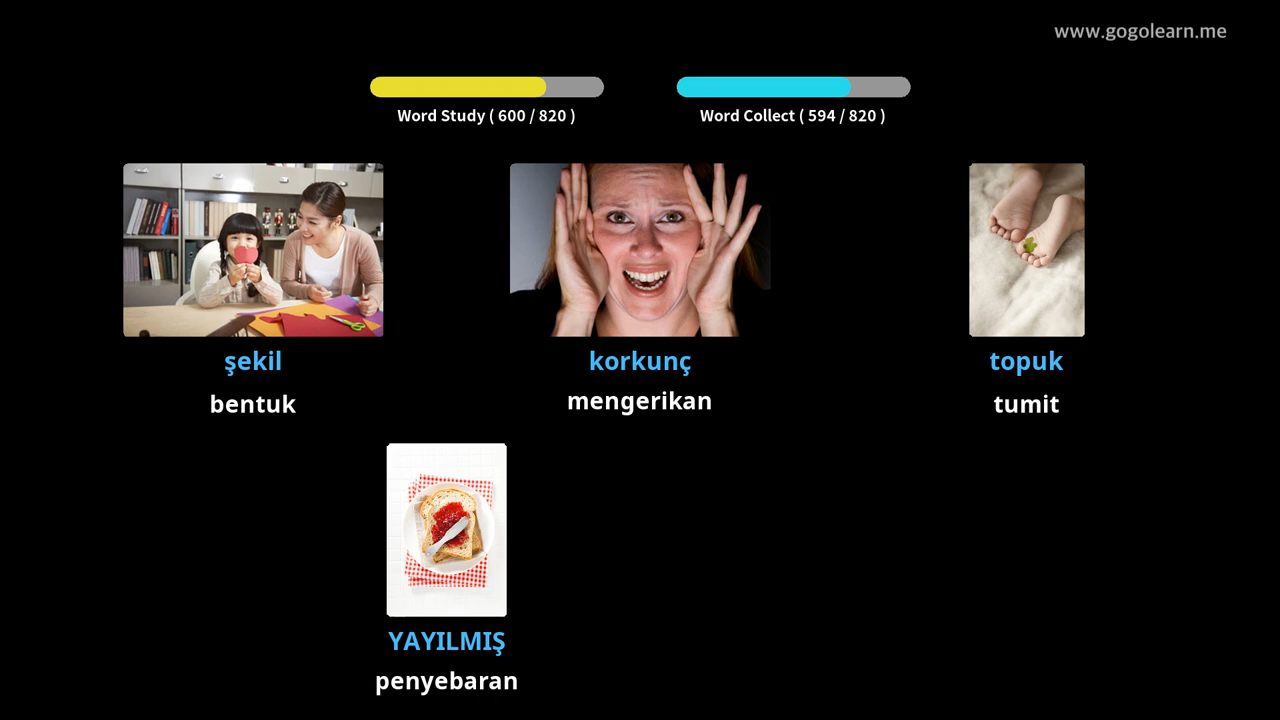 www.gogolearn.me
Word Study ( 600 / 820 )
Word Collect ( 594 / 820 )
şekil
bentuk
korkunç
mengerikan
topuk
tumit
YAYILMIŞ
penyebaran